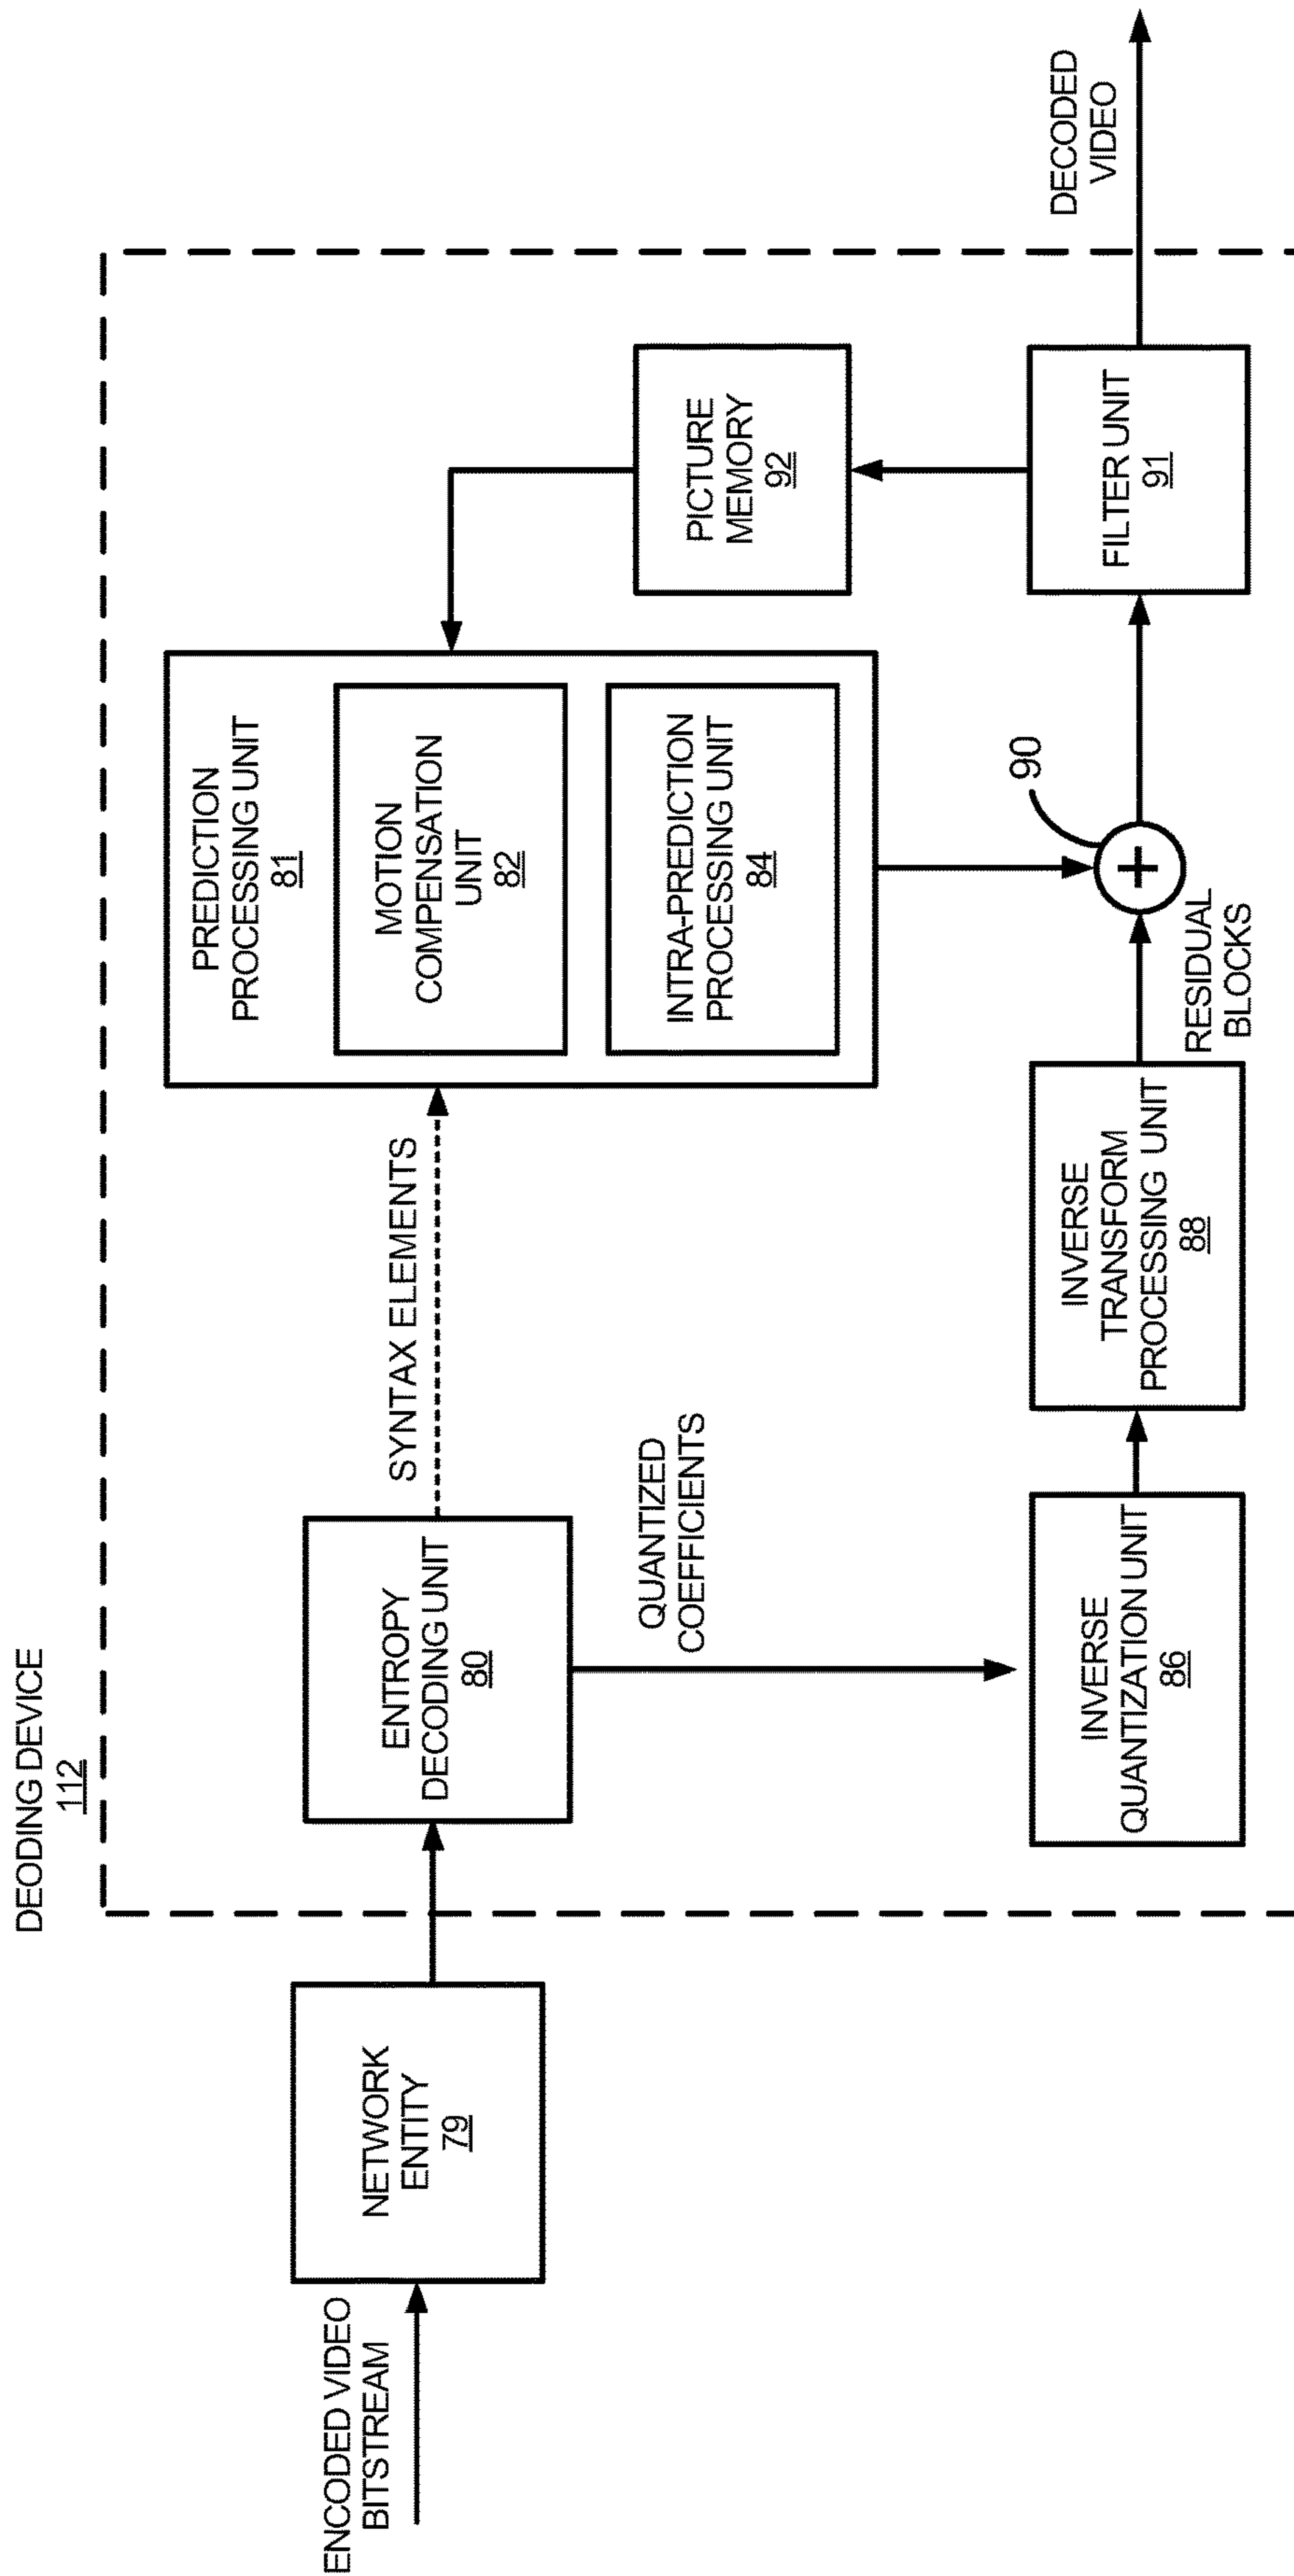 DEODING DEVICE
112
ENCODED VIDEO
BITSTREAM
NETWORK
ENTITY
79
ENTROPY
DECODING UNIT
80
SYNTAX ELEMENTS
QUANTIZED
COEFFICIENTS
PREDICTION
PROCESSING UNIT
81
MOTION
COMPENSATION
UNIT
82
INTRA-PREDICTION
PROCESSING UNIT
84
PICTURE
MEMORY
92
INVERSE
QUANTIZATION UNIT
86
INVERSE
TRANSFORM
PROCESSING UNIT
88
RESIDUAL
BLOCKS
90
+
FILTER UNIT
91
DECODED
VIDEO